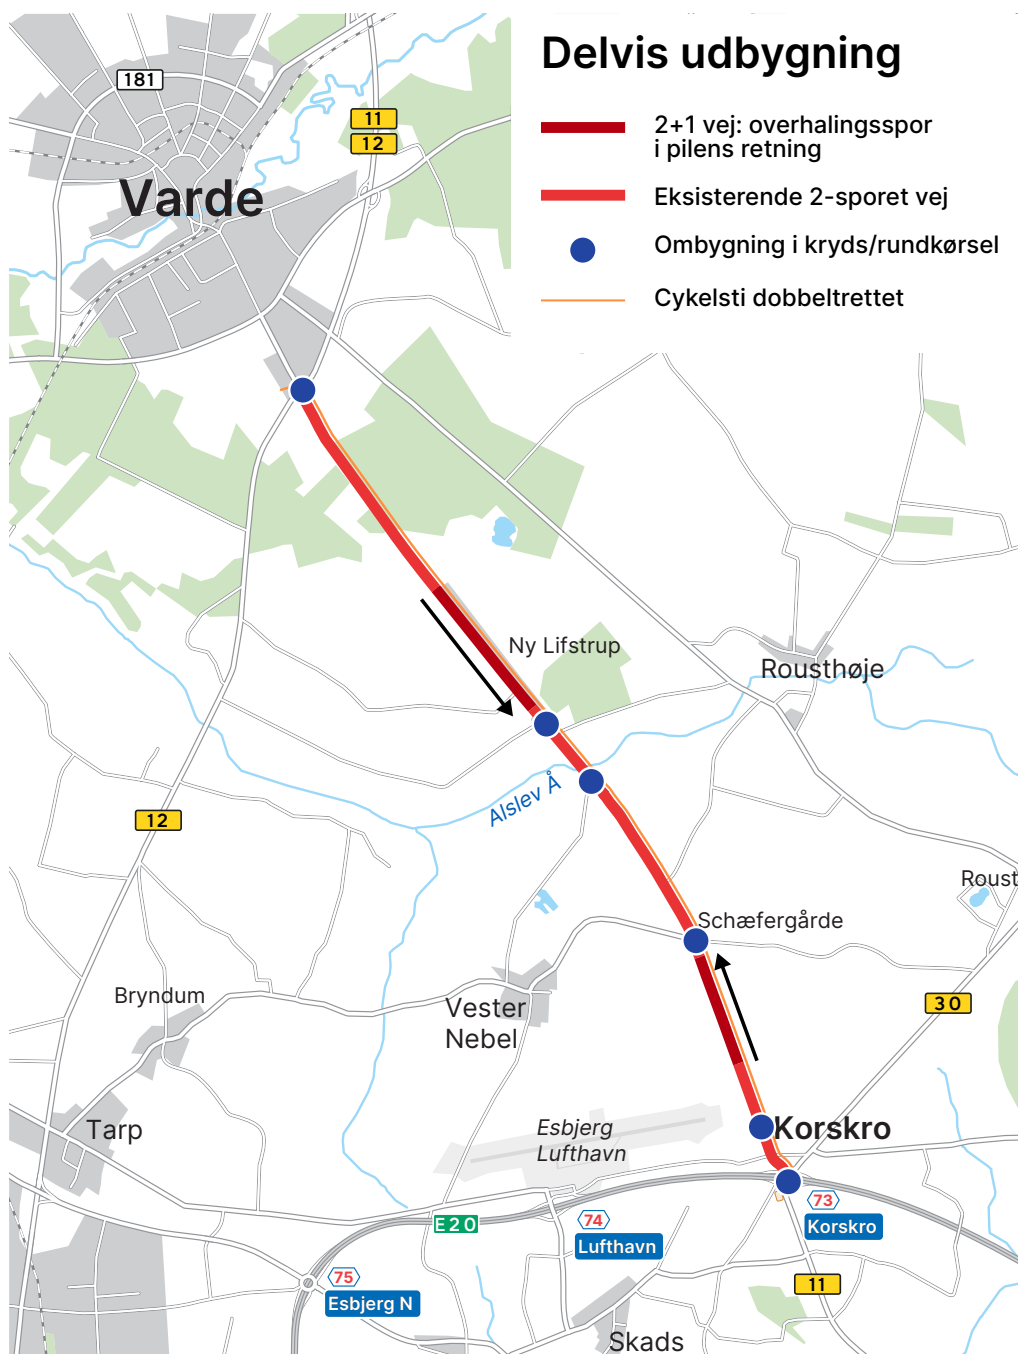 Delvis udbygning
2+1 vej: overhalingsspor
i pilens retning
Eksisterende 2-sporet vej
Ombygning i kryds/rundkørsel
Cykelsti dobbeltrettet
181
11
12
Varde
Ny Lifstrup
Rousthøje
Alslev Å
12
Roust
Schæfergårde
Bryndum
Vester
Nebel
30
Tarp
Esbjerg
Lufthavn
Korskro
73
Korskro
E20
74
Lufthavn
75
Esbjerg N
11
Skads